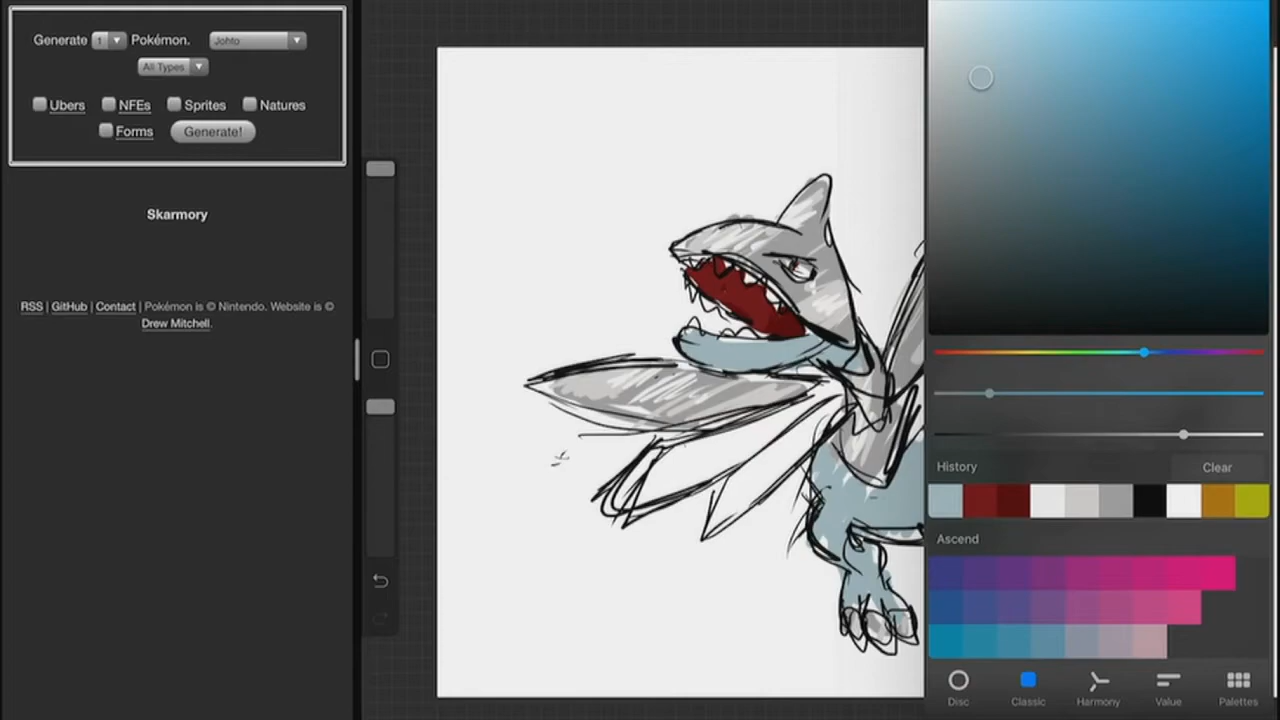 Generate 1 Pokémon. Johto
All Types
Ubers NFEs Sprites Natures
Forms Generate!
Skarmory
RSS | GitHub | Contact | Pokémon is © Nintendo. Website is ©
Drew Mitchell.
History Clear
Ascend
Disc Classic Harmony Value Palettes